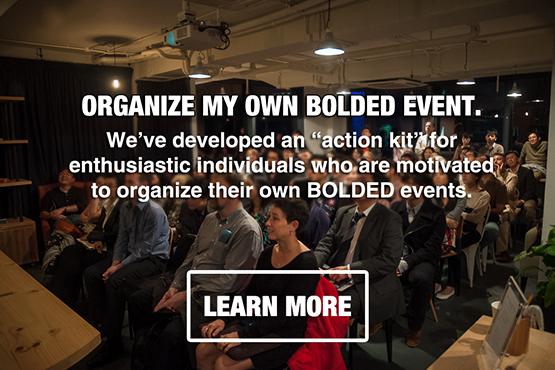 ORGANIZE MY OWN BOLDED EVENT.
We’ve developed an “action kit” for
enthusiastic individuals who are motivated
to organize their own BOLDED events.
LEARN MORE